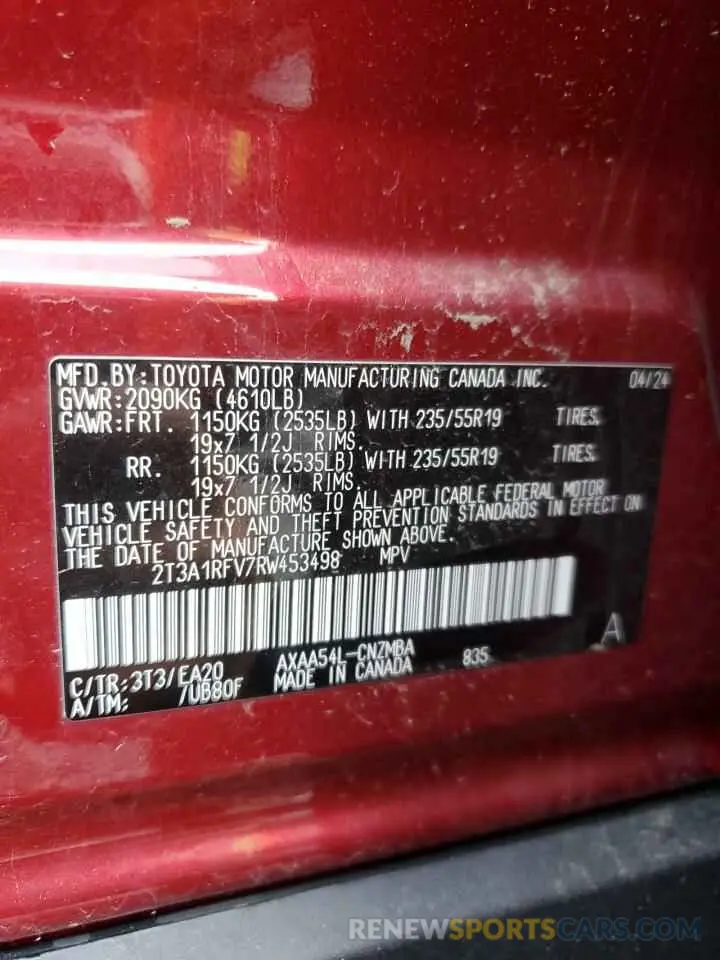 MFD.BY:TOYOTA MOTOR MANUFACTURING CANADA INC. 04/24
GVWR:2090KG (4610LB)
GAWR:FRT. 1150KG (2535LB) WITH 235/55R19 TIRES,
19x7 1/2J RIMS.
RR. 1150KG (2535LB) WITH 235/55R19 TIRES,
19x7 1/2J RIMS.
THIS VEHICLE CONFORMS TO ALL APPLICABLE FEDERAL MOTOR
VEHICLE SAFETY AND THEFT PREVENTION STANDARDS IN EFFECT ON
THE DATE OF MANUFACTURE SHOWN ABOVE.
2T3A1RFV7RW453498 MPV
A
C/TR:3T3/EA20 AXAA54L-CNZMBA 835
A/TM: 7UB80F MADE IN CANADA
RENEWSPORTSCARS.COM